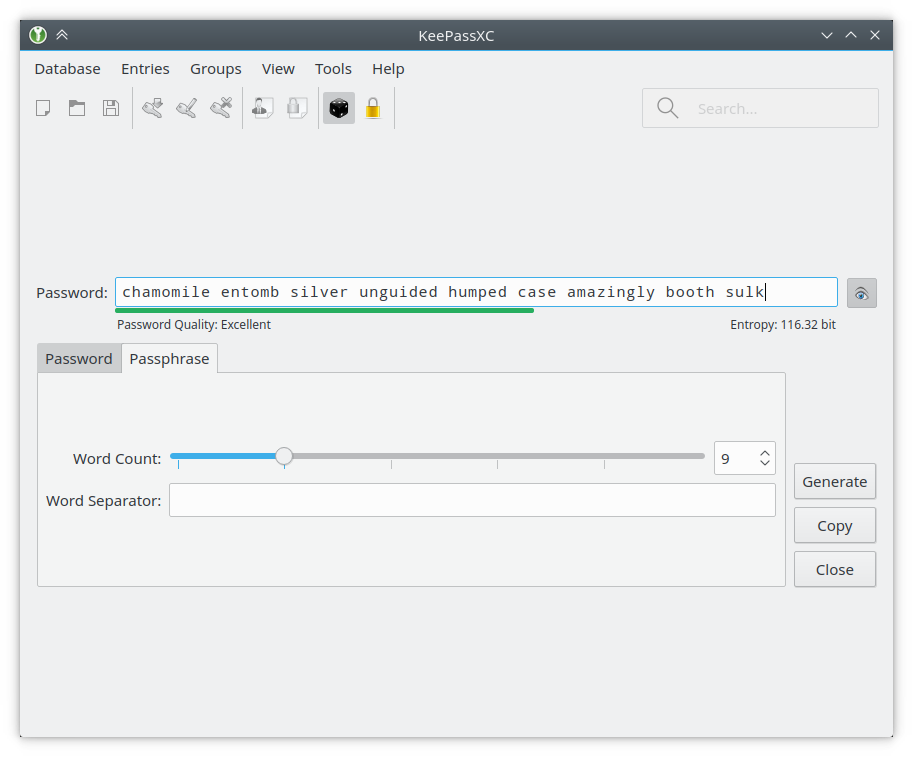 KeePassXC
Database Entries Groups View Tools Help
Search...
Password: chamomile entomb silver unguided humped case amazingly booth sulk
Password Quality: Excellent Entropy: 116.32 bit
Password Passphrase
Word Count: 9
Word Separator:
Generate
Copy
Close